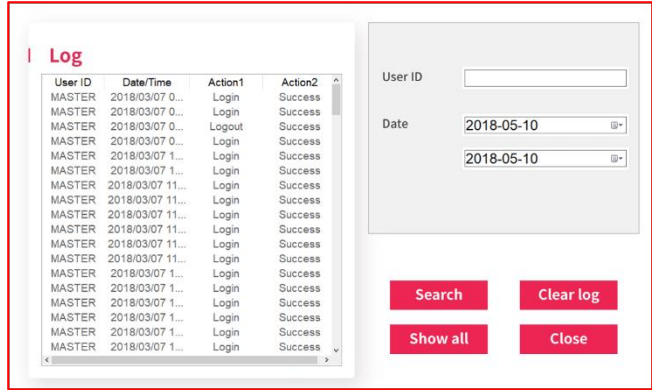 Log
User ID Date/Time Action1 Action2
MASTER 2018/03/07 0... Login Success
MASTER 2018/03/07 0... Login Success
MASTER 2018/03/07 0... Logout Success
MASTER 2018/03/07 0... Login Success
MASTER 2018/03/07 1... Login Success
MASTER 2018/03/07 1... Login Success
MASTER 2018/03/07 11... Login Success
MASTER 2018/03/07 11... Login Success
MASTER 2018/03/07 11... Login Success
MASTER 2018/03/07 11... Login Success
MASTER 2018/03/07 11... Login Success
MASTER 2018/03/07 11... Login Success
MASTER 2018/03/07 1... Login Success
MASTER 2018/03/07 1... Login Success
MASTER 2018/03/07 1... Login Success
MASTER 2018/03/07 1... Login Success
MASTER 2018/03/07 1... Login Success
MASTER 2018/03/07 1... Login Success
User ID
Date 2018-05-10
2018-05-10
Search Clear log
Show all Close